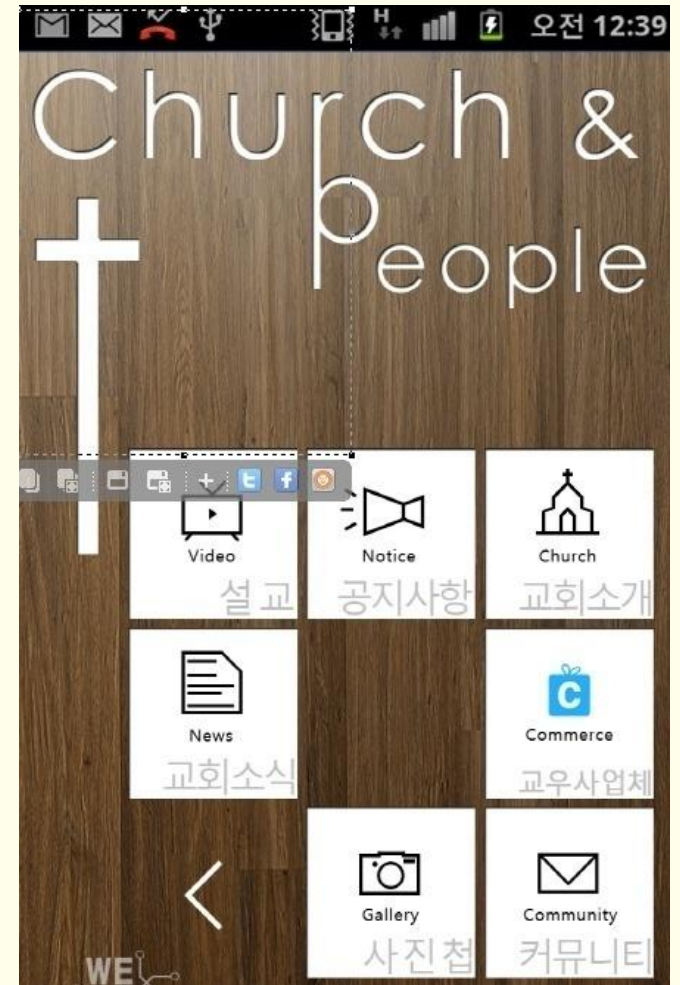 H
오전 12:39
Church &
People
Video
설 교
Notice
공지사항
Church
교회소개
News
교회소식
C
Commerce
교우사업체
Gallery
사진첩
Community
커뮤니티
WE